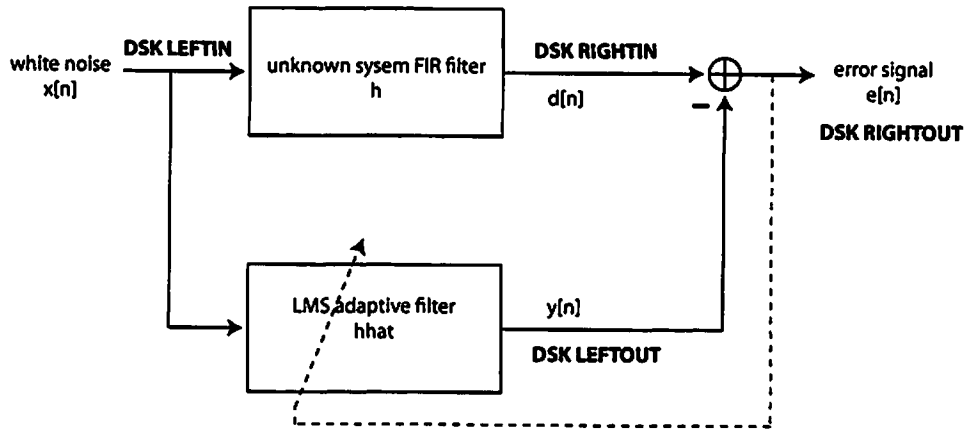 DSK LEFTIN
white noise
x[n]
unknown sysem FIR filter
h
DSK RIGHTIN
d[n]
−
error signal
e[n]
DSK RIGHTOUT
LMS adaptive filter
hhat
y[n]
DSK LEFTOUT